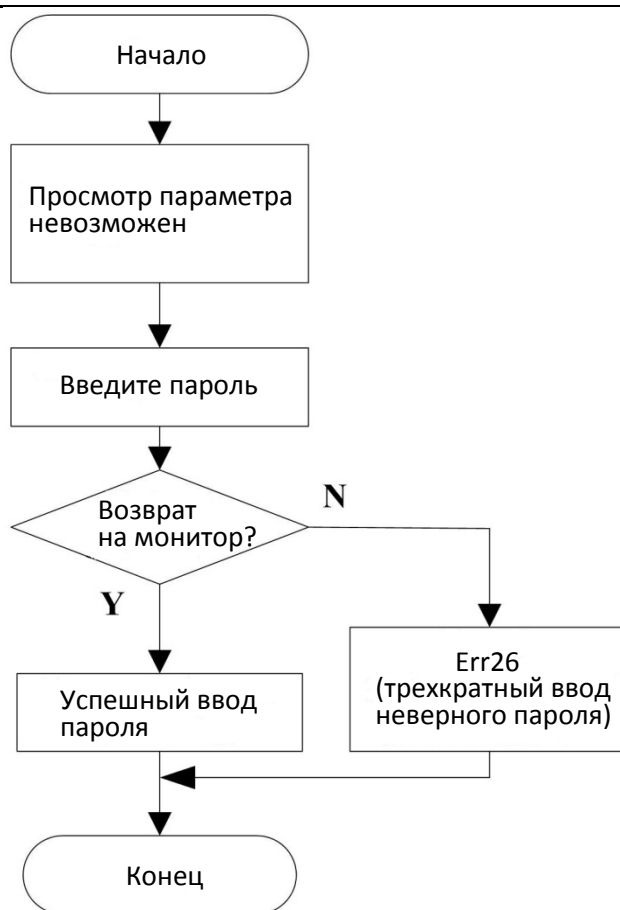 Начало
Просмотр параметра
невозможен
Введите пароль
Возврат
на монитор?
N
Y
Успешный ввод
пароля
Err26
(трехкратный ввод
неверного пароля)
Конец